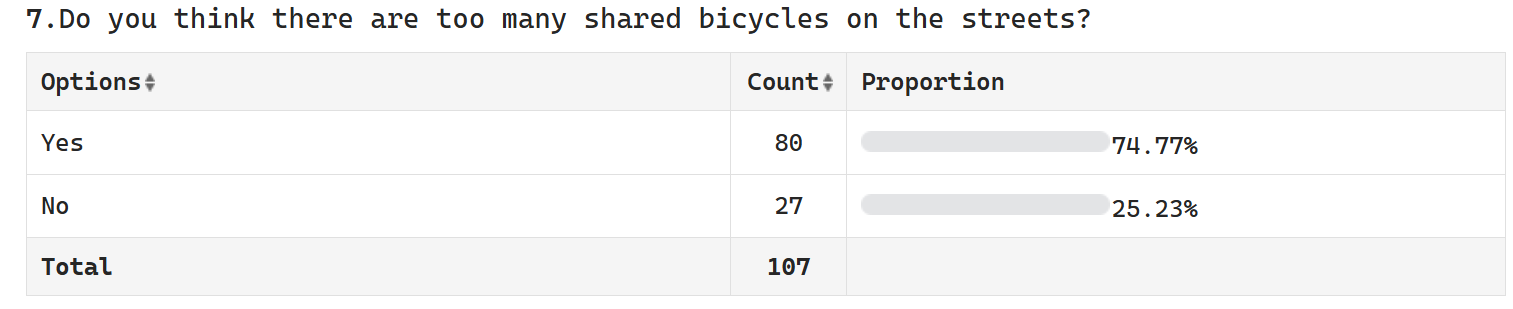 7.Do you think there are too many shared bicycles on the streets?
Options Count Proportion
Yes 80 74.77%
No 27 25.23%
Total 107